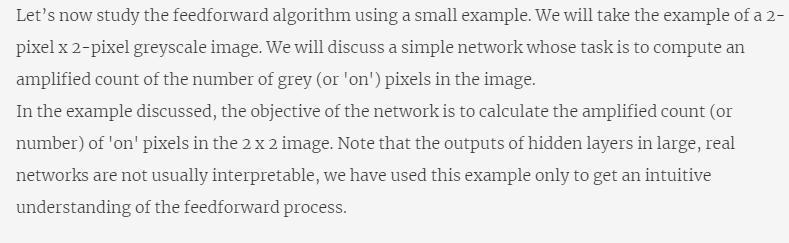 Let’s now study the feedforward algorithm using a small example. We will take the example of a 2-
pixel x 2-pixel greyscale image. We will discuss a simple network whose task is to compute an
amplified count of the number of grey (or 'on') pixels in the image.
In the example discussed, the objective of the network is to calculate the amplified count (or
number) of 'on' pixels in the 2 x 2 image. Note that the outputs of hidden layers in large, real
networks are not usually interpretable, we have used this example only to get an intuitive
understanding of the feedforward process.